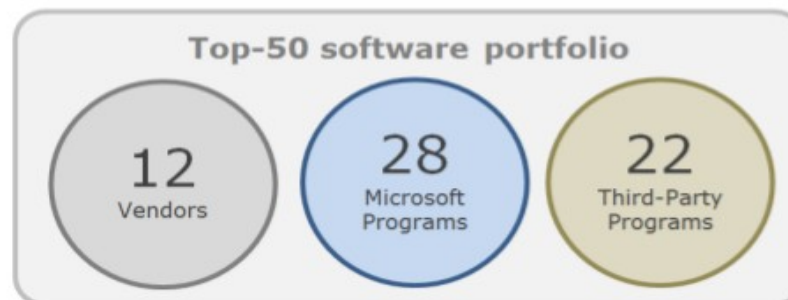 Top-50 software portfolio
12
Vendors
28
Microsoft
Programs
22
Third-Party
Programs